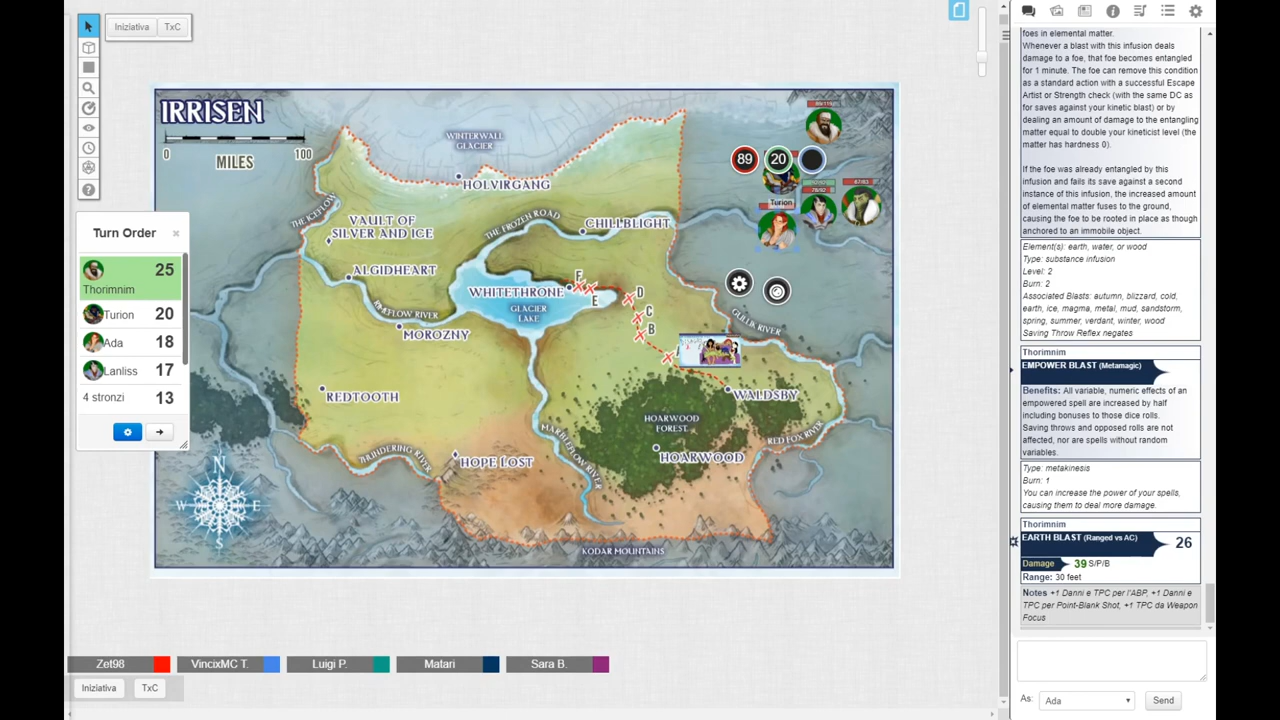 Iniziativa
TxC
IRRISEN
0
100
MILES
WINTERWALL
GLACIER
HOLVIRGANG
THE ICEFLOW
VAULT OF
SILVER AND ICE
THE FROZEN ROAD
CHILLBLIGHT
ALGIDHEART
WHITETHRONE
GLACIER
LAKE
F
E
D
C
B
MOROZNY
GULLIK RIVER
REDTOOTH
WALDSBY
HOARWOOD
FOREST
HOARWOOD
RED FOX RIVER
MARBLEFLOW RIVER
THUNDERING RIVER
HOPE LOST
N
W
E
S
KODAR MOUNTAINS
89
20
Turion
Turn Order
×
25
Thorimnim
Turion
20
Ada
18
Lanliss
17
4 stronzi
13
Zet98
VincixMC T.
Luigi P.
Matari
Sara B.
Iniziativa
TxC
foes in elemental matter.
Whenever a blast with this infusion deals
damage to a foe, that foe becomes entangled
for 1 minute. The foe can remove this condition
as a standard action with a successful Escape
Artist or Strength check (with the same DC as
for saves against your kinetic blast) or by
dealing an amount of damage to the entangling
matter equal to double your kineticist level (the
matter has hardness 0).
If the foe was already entangled by this
infusion and fails its save against a second
instance of this infusion, the increased amount
of elemental matter fuses to the ground,
causing the foe to be rooted in place as though
anchored to an immobile object.
Element(s): earth, water, or wood
Type: substance infusion
Level: 2
Burn: 2
Associated Blasts: autumn, blizzard, cold,
earth, ice, magma, metal, mud, sandstorm,
spring, summer, verdant, winter, wood
Saving Throw Reflex negates
Thorimnim
EMPOWER BLAST (Metamagic)
Benefits: All variable, numeric effects of an
empowered spell are increased by half
including bonuses to those dice rolls.
Saving throws and opposed rolls are not
affected, nor are spells without random
variables.
Type: metakinesis
Burn: 1
You can increase the power of your spells,
causing them to deal more damage.
Thorimnim
EARTH BLAST (Ranged vs AC)
26
Damage
39 S/P/B
Range: 30 feet
Notes +1 Danni e TPC per l'ABP, +1 Danni e
TPC per Point-Blank Shot, +1 TPC da Weapon
Focus
As:
Ada
Send